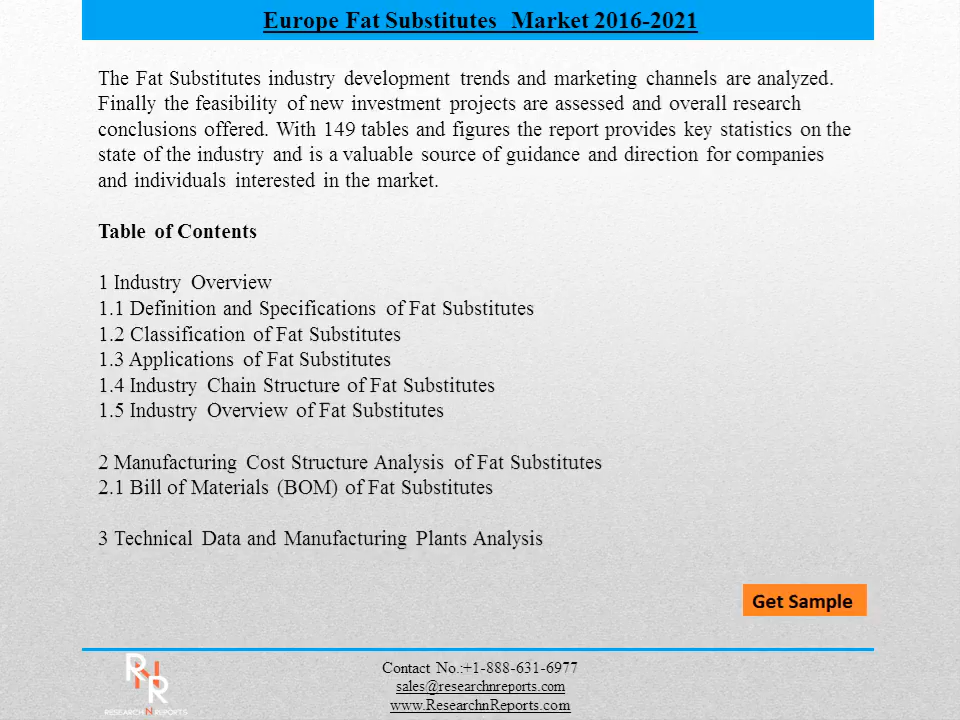 Europe Fat Substitutes Market 2016-2021
The Fat Substitutes industry development trends and marketing channels are analyzed.
Finally the feasibility of new investment projects are assessed and overall research
conclusions offered. With 149 tables and figures the report provides key statistics on the
state of the industry and is a valuable source of guidance and direction for companies
and individuals interested in the market.
Table of Contents
1 Industry Overview
1.1 Definition and Specifications of Fat Substitutes
1.2 Classification of Fat Substitutes
1.3 Applications of Fat Substitutes
1.4 Industry Chain Structure of Fat Substitutes
1.5 Industry Overview of Fat Substitutes
2 Manufacturing Cost Structure Analysis of Fat Substitutes
2.1 Bill of Materials (BOM) of Fat Substitutes
3 Technical Data and Manufacturing Plants Analysis
Get Sample
RNR
RESEARCH N REPORTS
Contact No.:+1-888-631-6977
sales@researchnreports.com
www.ResearchnReports.com